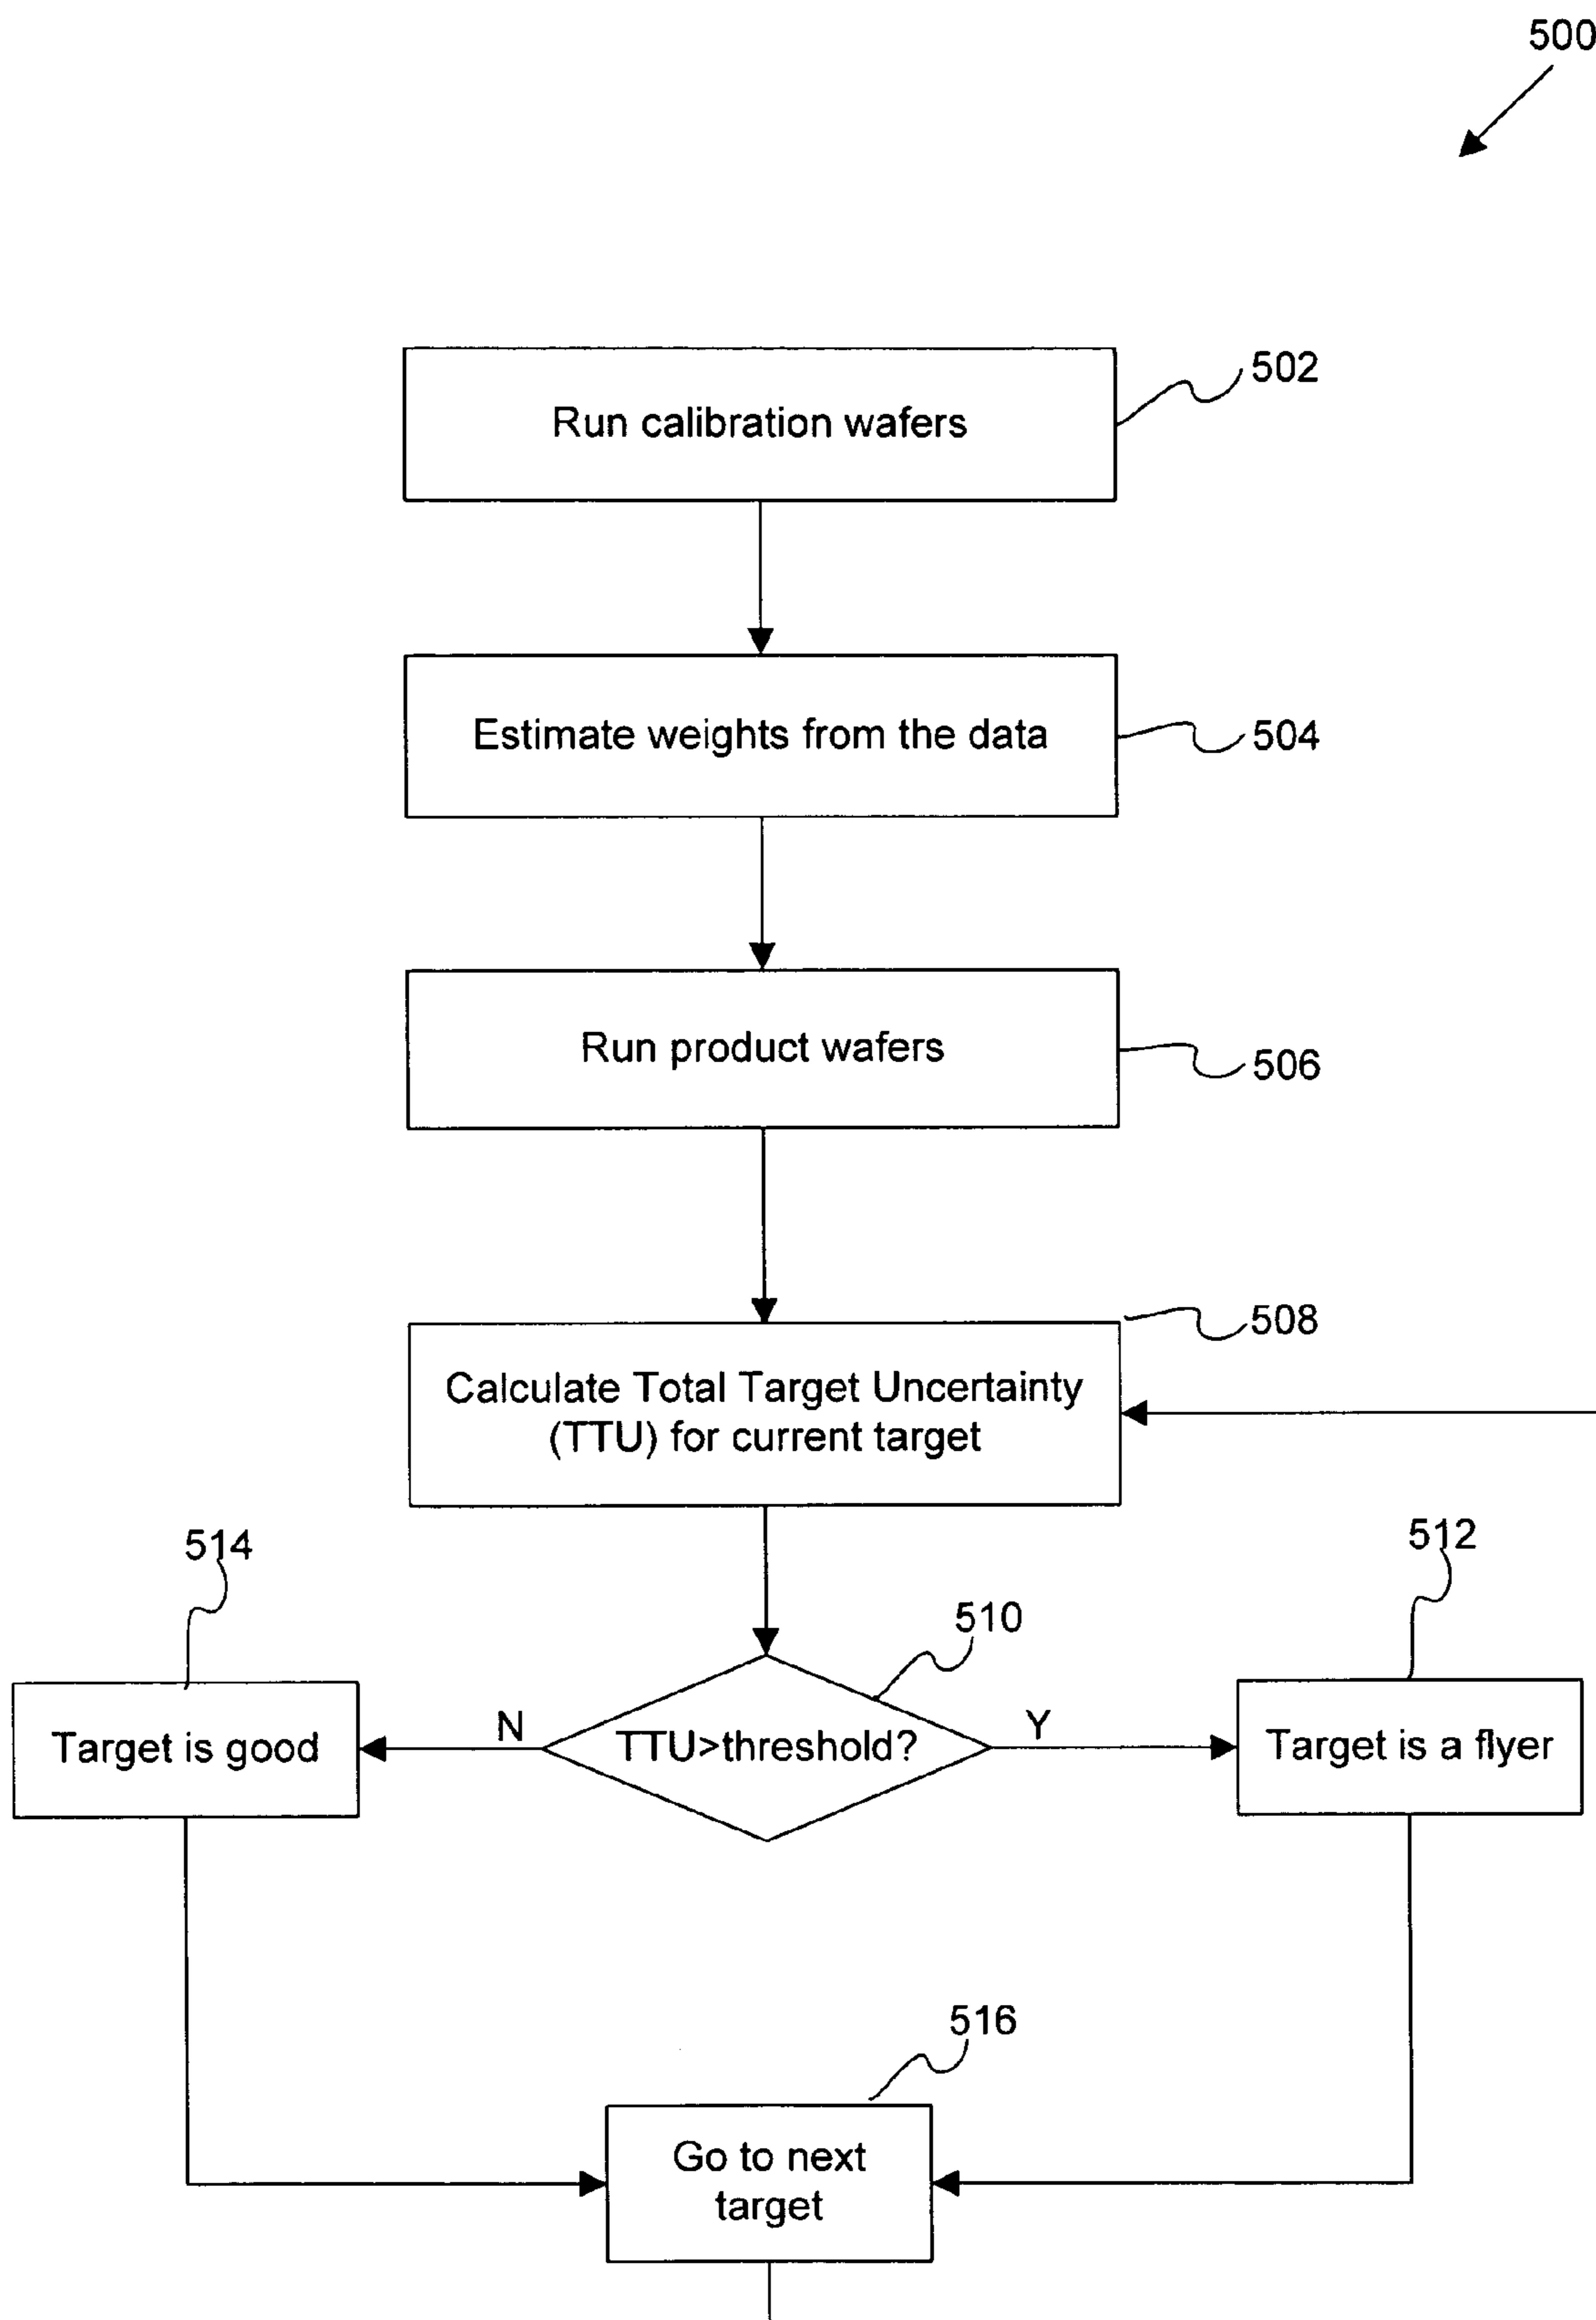 500
Run calibration wafers
502
Estimate weights from the data
504
Run product wafers
506
508
Calculate Total Target Uncertainty
(TTU) for current target
514
512
510
Target is good
N
TTU>threshold?
Y
Target is a flyer
516
Go to next
target